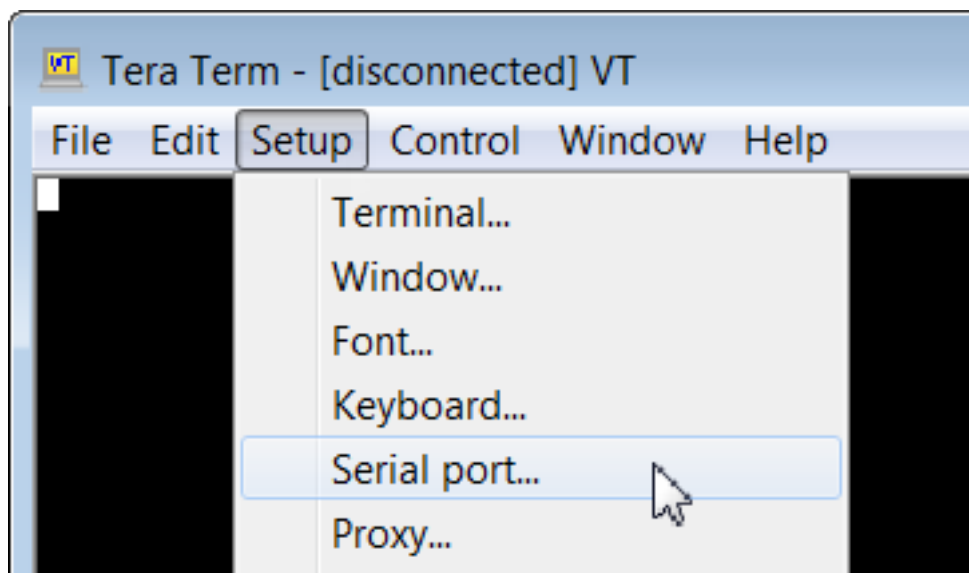 VT Tera Term - [disconnected] VT
File Edit Setup Control Window Help
Terminal...
Window...
Font...
Keyboard...
Serial port...
Proxy...